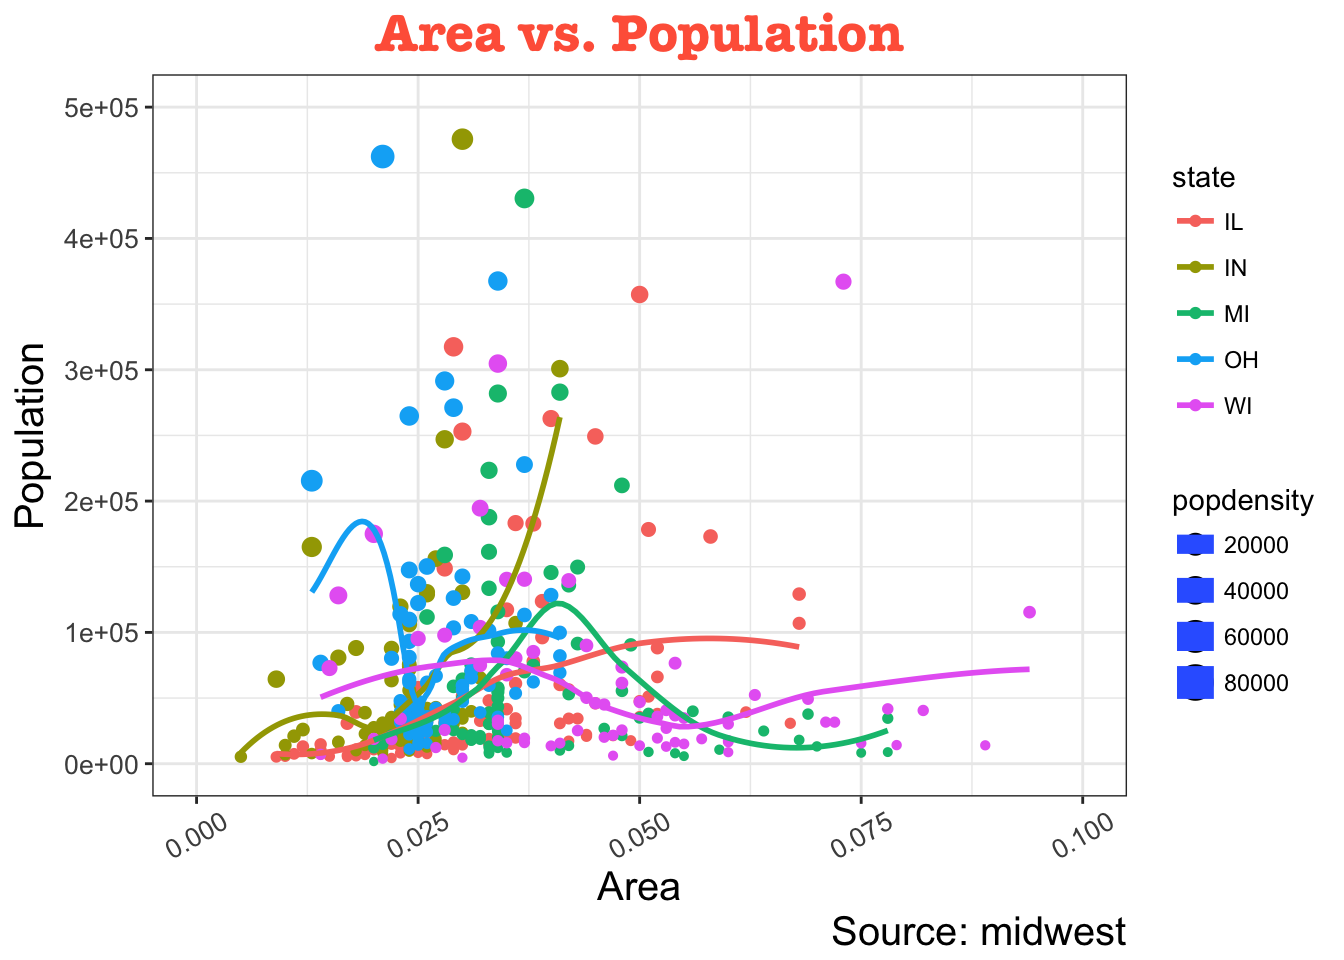 Area vs. Population
Population
5e+05
4e+05
3e+05
2e+05
1e+05
0e+00
0.000
0.025
0.050
0.075
0.100
Area
Source: midwest
state
IL
IN
MI
OH
WI
popdensity
20000
40000
60000
80000